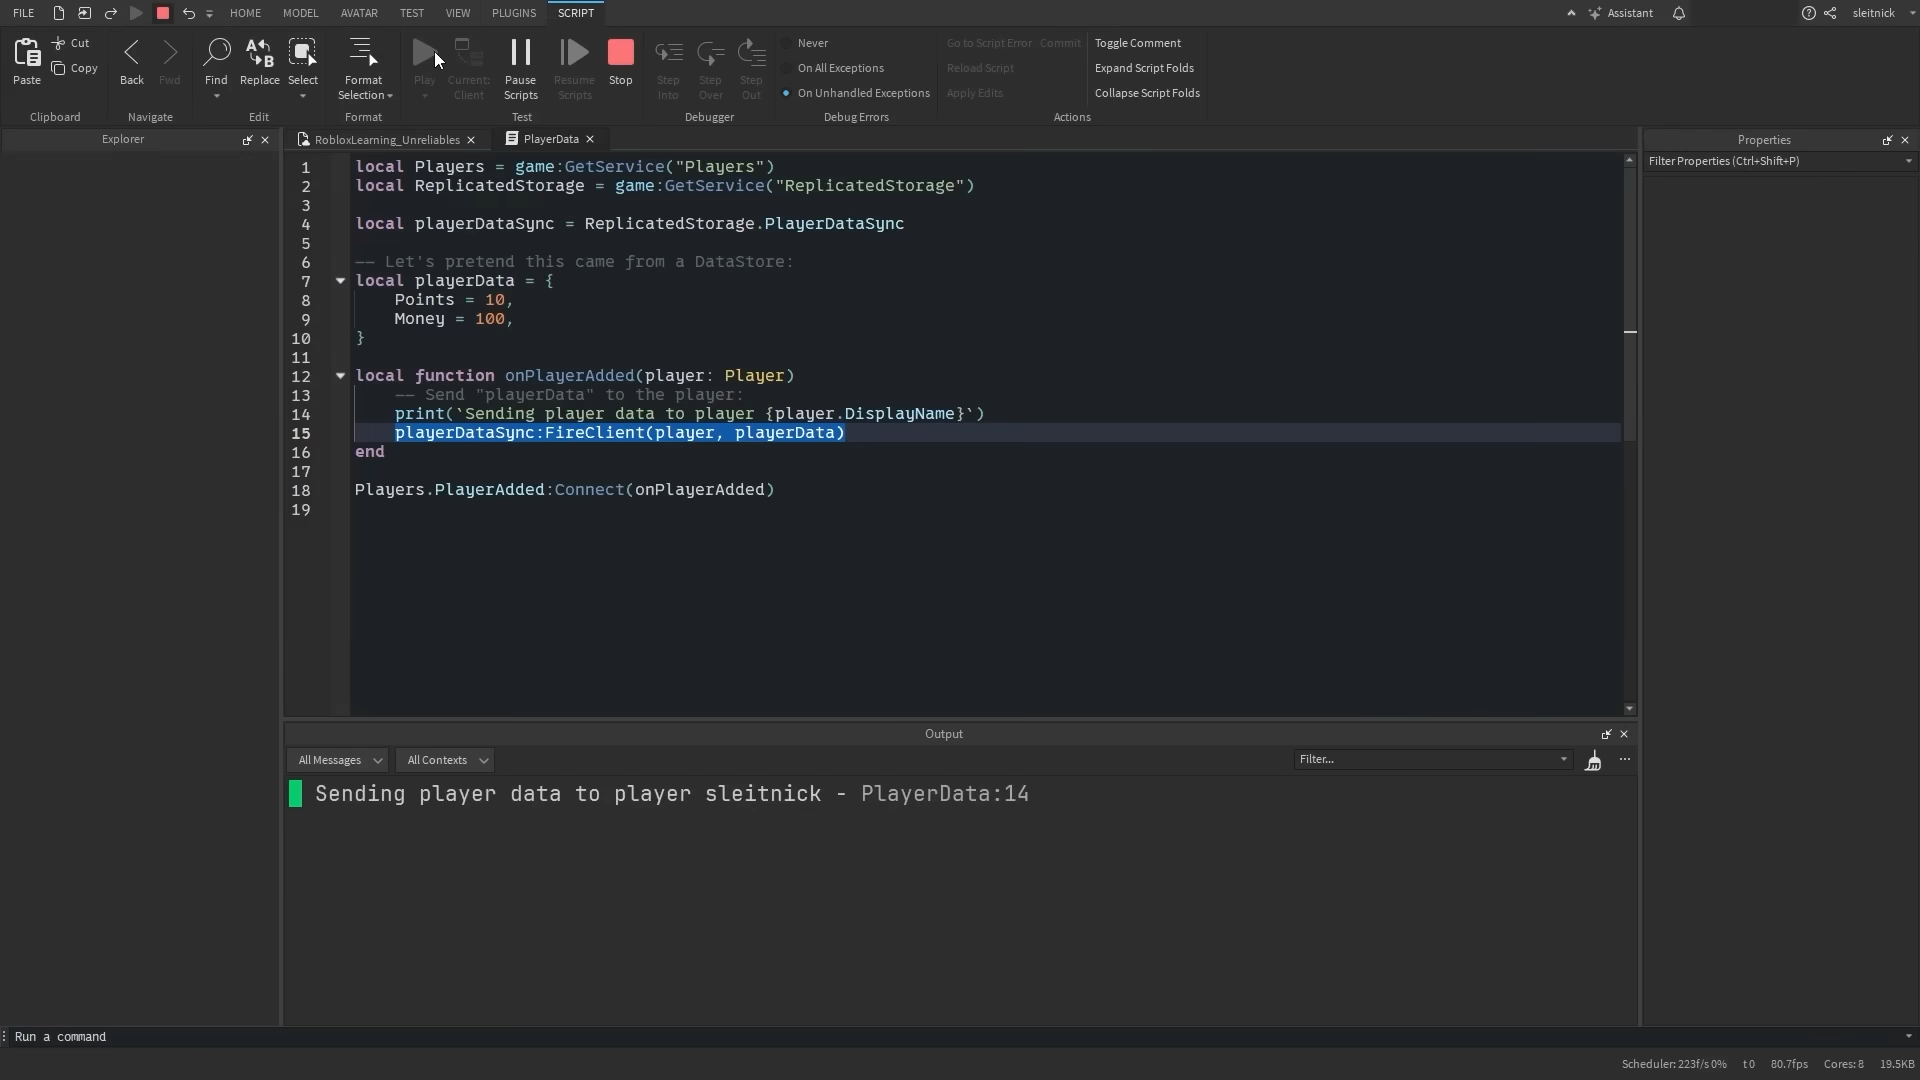 FILE HOME MODEL AVATAR TEST VIEW PLUGINS SCRIPT Assistant sleitnick
Paste Cut Copy
Clipboard
Back Fwd
Navigate
Find Replace Select
Edit
Format Selection
Format
Play Current: Client Pause Scripts Resume Scripts Stop
Test
Step Into Step Over Step Out
Debugger
Never
On All Exceptions
On Unhandled Exceptions
Debug Errors
Go to Script Error Commit Toggle Comment
Reload Script Expand Script Folds
Apply Edits Collapse Script Folds
Actions
Explorer
RobloxLearning_Unreliables PlayerData
1 local Players = game:GetService("Players")
2 local ReplicatedStorage = game:GetService("ReplicatedStorage")
3
4 local playerDataSync = ReplicatedStorage.PlayerDataSync
5
6 -- Let's pretend this came from a DataStore:
7 local playerData = {
8 Points = 10,
9 Money = 100,
10 }
11
12 local function onPlayerAdded(player: Player)
13 -- Send "playerData" to the player:
14 print(`Sending player data to player {player.DisplayName}`)
15 playerDataSync:FireClient(player, playerData)
16 end
17
18 Players.PlayerAdded:Connect(onPlayerAdded)
19
Properties
Filter Properties (Ctrl+Shift+P)
Output
All Messages All Contexts Filter...
Sending player data to player sleitnick - PlayerData:14
Run a command
Scheduler: 223f/s 0% t 0 80.7fps Cores: 8 19.5KB